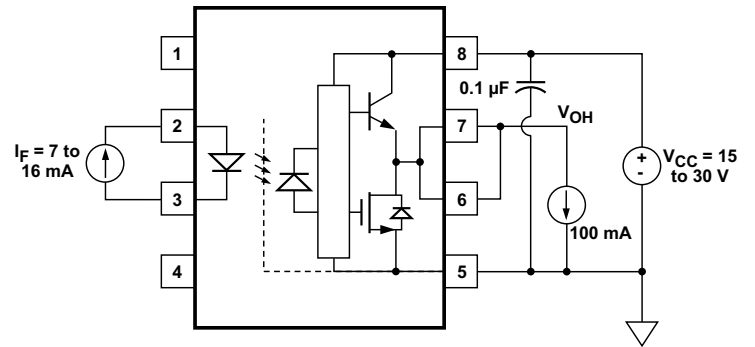 1
8
0.1 µF
2
7
V_OH
I_F = 7 to
16 mA
V_CC = 15
to 30 V
+
-
3
6
100 mA
4
5